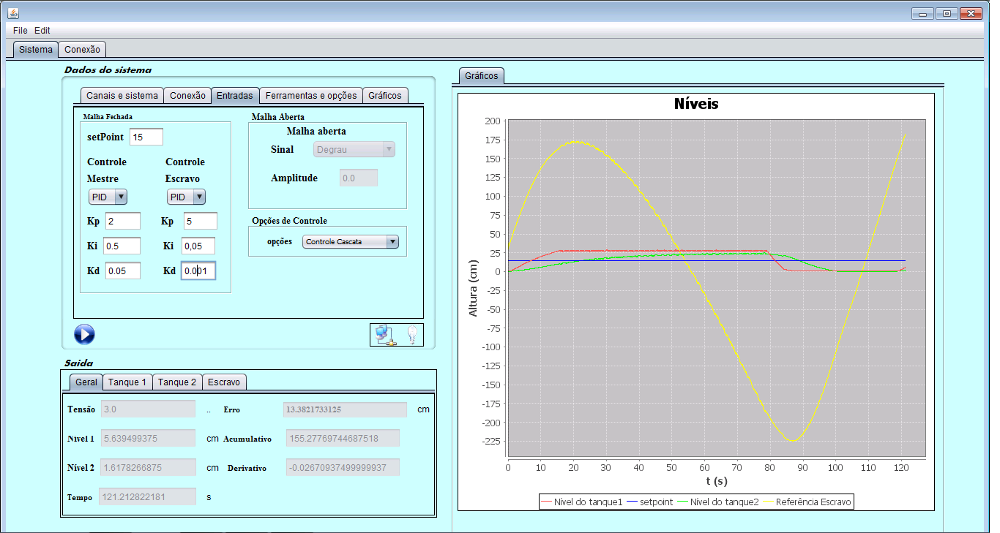 File Edit
Sistema Conexão
Dados do sistema
Canais e sistema Conexão Entradas Ferramentas e opções Gráficos
Malha Fechada
setPoint 15
Controle Controle
Mestre Escravo
PID PID
Kp 2 Kp 5
Ki 0.5 Ki 0,05
Kd 0.05 Kd 0.001
Malha Aberta
Malha aberta
Sinal Degrau
Amplitude 0.0
Opções de Controle
opções Controle Cascata
Saida
Geral Tanque 1 Tanque 2 Escravo
Tensão 3.0 .. Erro 13.3821733125 cm
Nível 1 5.639499375 cm Acumulativo 155.27769744687518
Nível 2 1.6178266875 cm Derivativo -0.02670937499999937
Tempo 121.212822181 s
Gráficos
Níveis
Altura (cm)
200
175
150
125
100
75
50
25
0
-25
-50
-75
-100
-125
-150
-175
-200
-225
0 10 20 30 40 50 60 70 80 90 100 110 120
t (s)
Nível do tanque1 setpoint Nível do tanque2 Referência Escravo